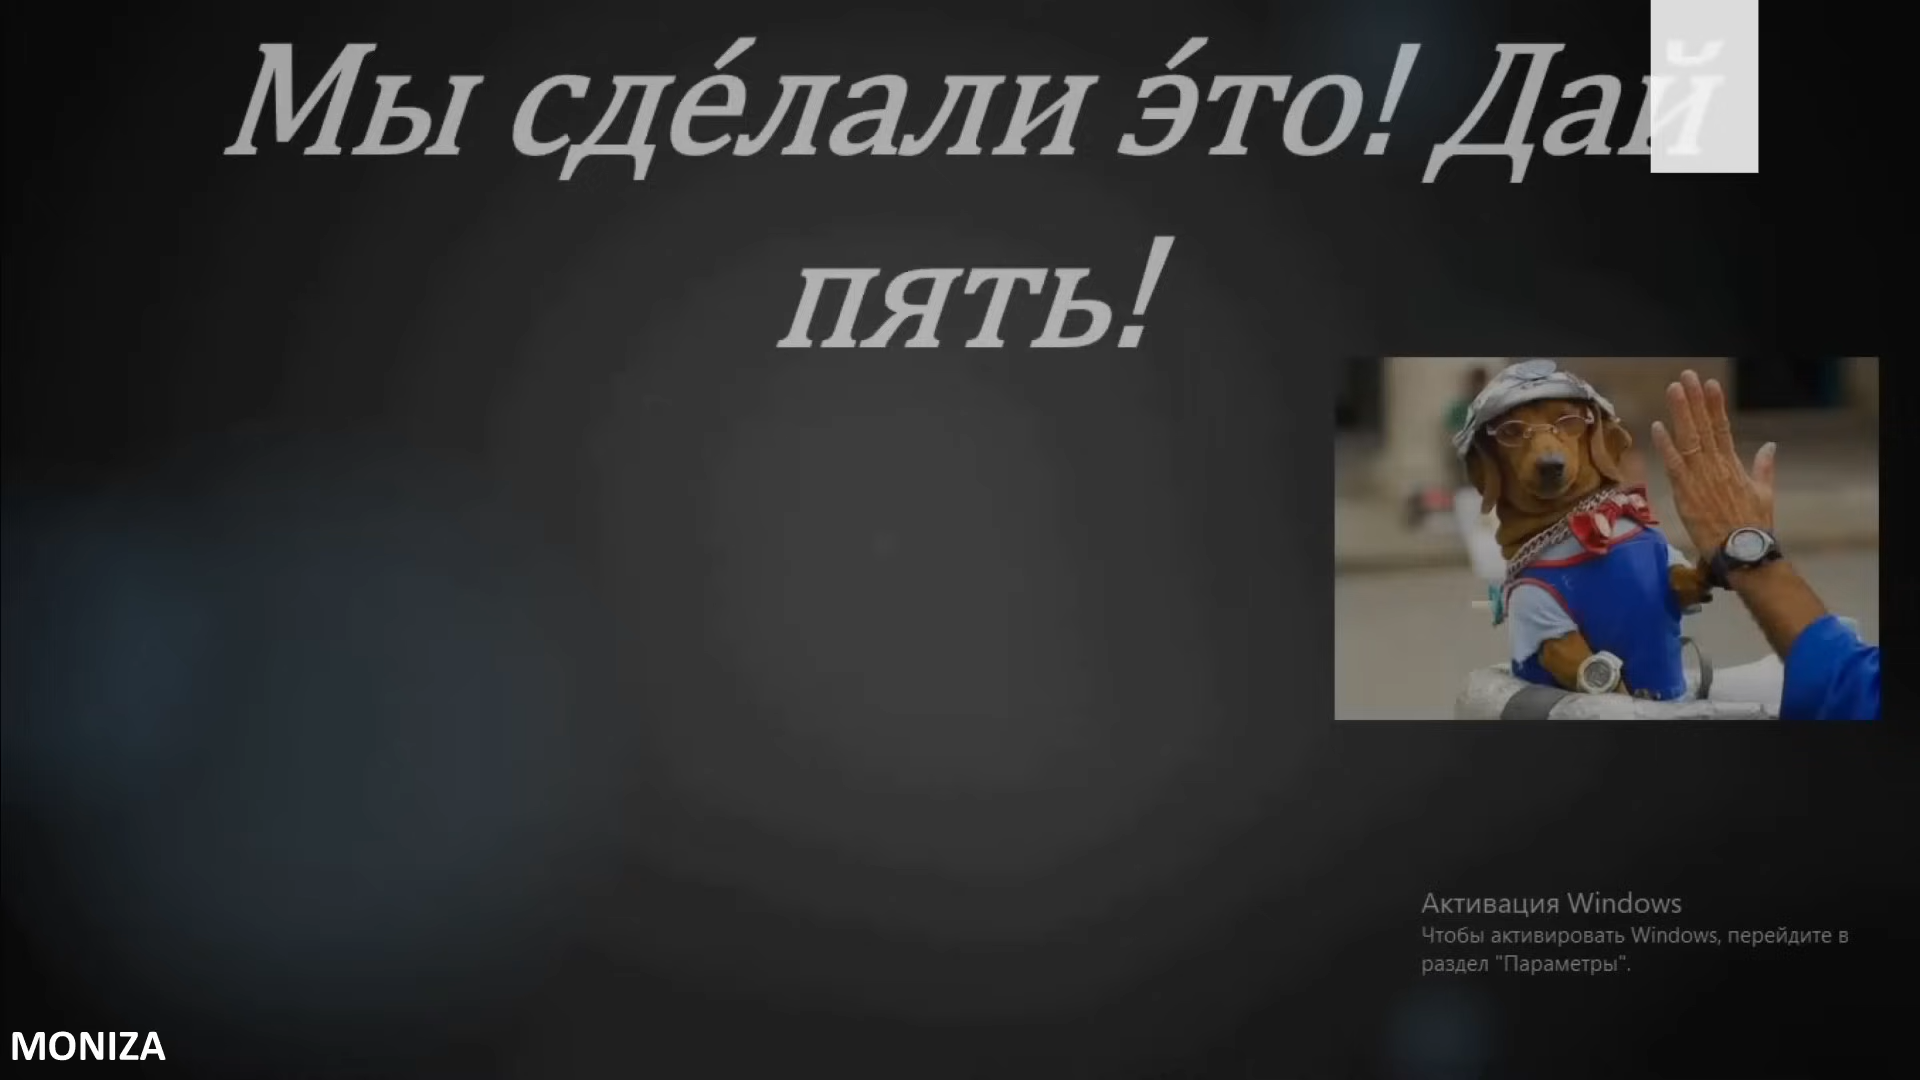 Мы сде́лали э́то! Дай
пять!
Активация Windows
Чтобы активировать Windows, перейдите в
раздел "Параметры".
MONIZA